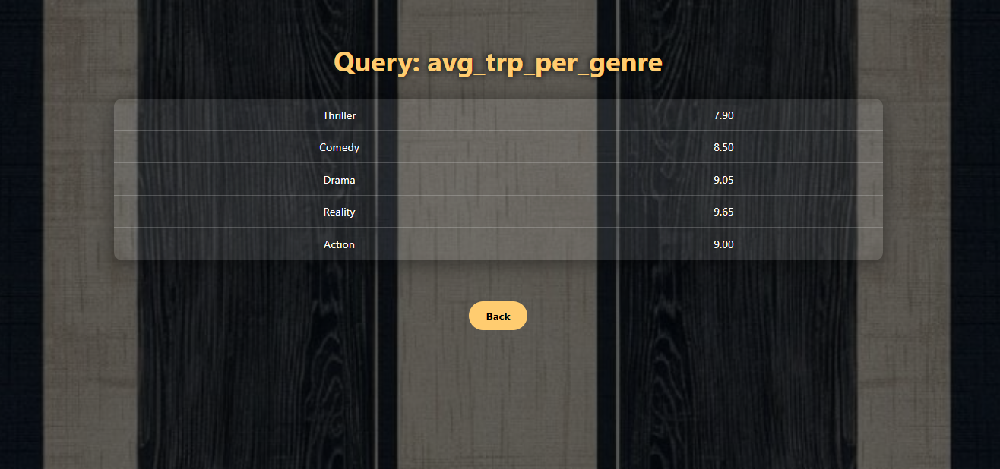 Query: avg_trp_per_genre
Thriller 7.90
Comedy 8.50
Drama 9.05
Reality 9.65
Action 9.00
Back